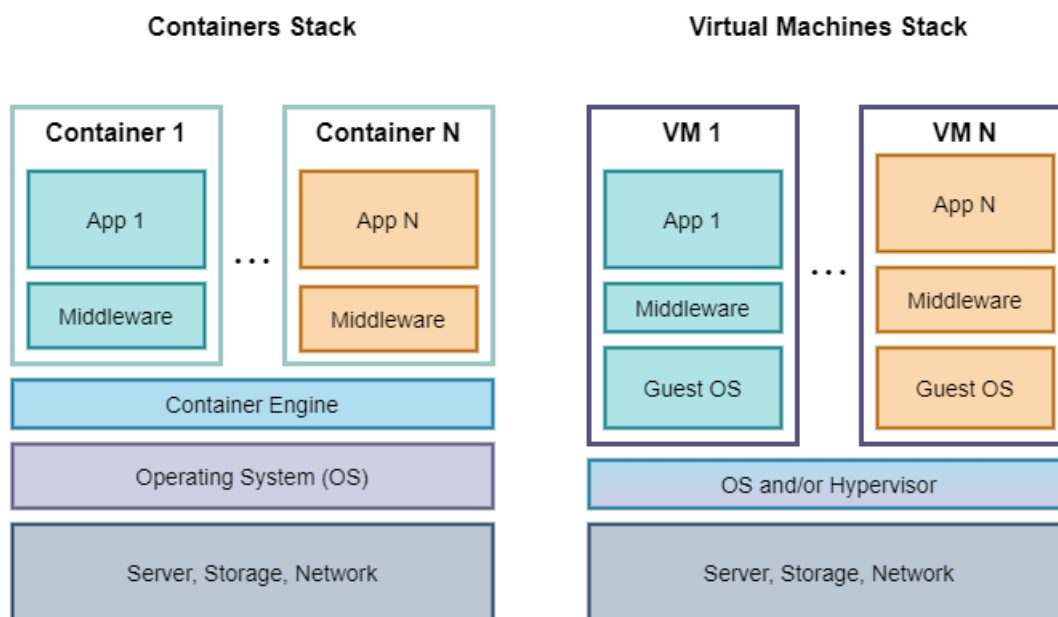 Containers Stack
Virtual Machines Stack
Container 1
App 1
Middleware
...
Container N
App N
Middleware
Container Engine
Operating System (OS)
Server, Storage, Network
VM 1
App 1
Middleware
Guest OS
...
VM N
App N
Middleware
Guest OS
OS and/or Hypervisor
Server, Storage, Network